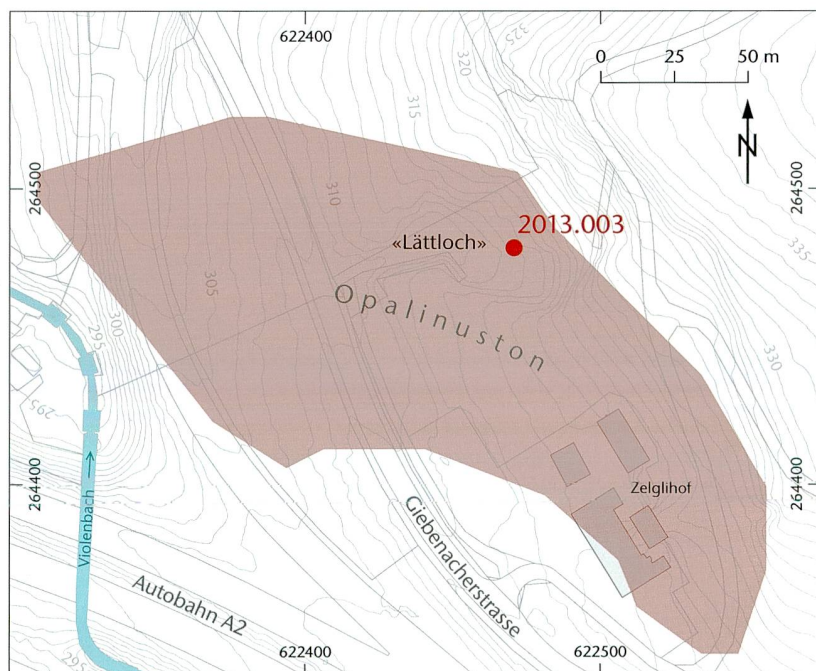 622400
0 25 50 m
N
325
320
315
264500
264500
310
2013.003
«Lättloch»
335
305
Opalinuston
300
295
330
295
264400
264400
Zelglihof
Violenbach
Giebenacherstrasse
Autobahn A2
622400
622500
295